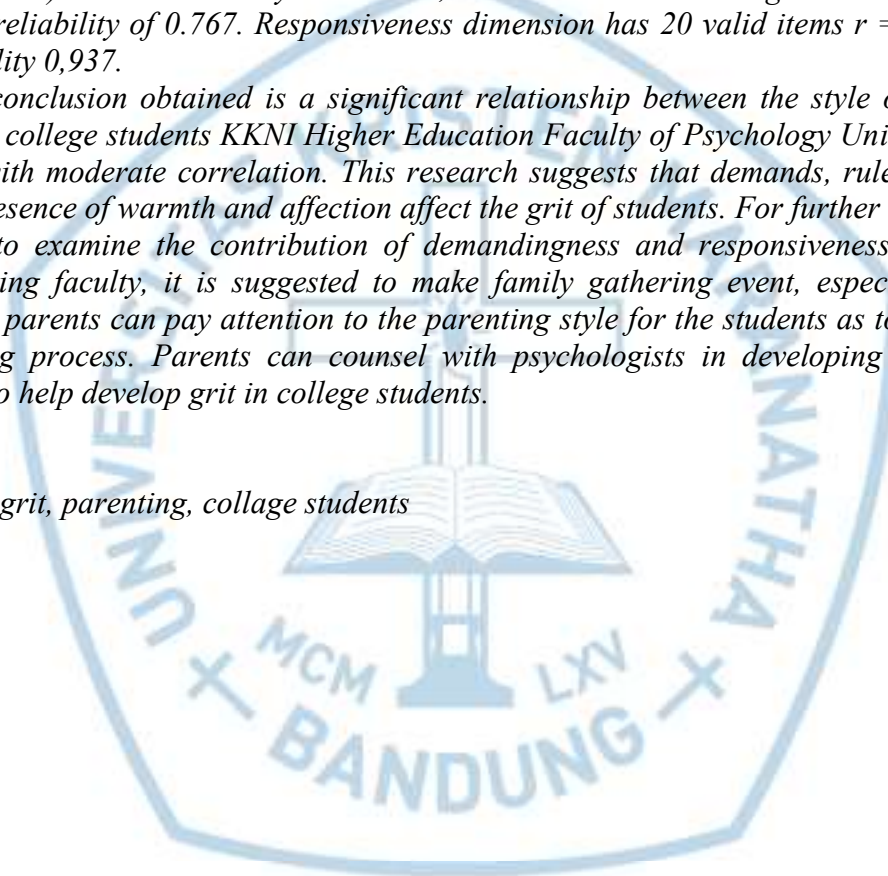 reliability of 0.767. Responsiveness dimension has 20 valid items r =
lity 0,937.
conclusion obtained is a significant relationship between the style o
college students KKNI Higher Education Faculty of Psychology Uni
with moderate correlation. This research suggests that demands, rule
esence of warmth and affection affect the grit of students. For further
to examine the contribution of demandingness and responsiveness
ing faculty, it is suggested to make family gathering event, espec
parents can pay attention to the parenting style for the students as to
g process. Parents can counsel with psychologists in developing
o help develop grit in college students.
grit, parenting, collage students
UNIVERSITAS KRISTEN MARANATHA
MCM LXV
BANDUNG